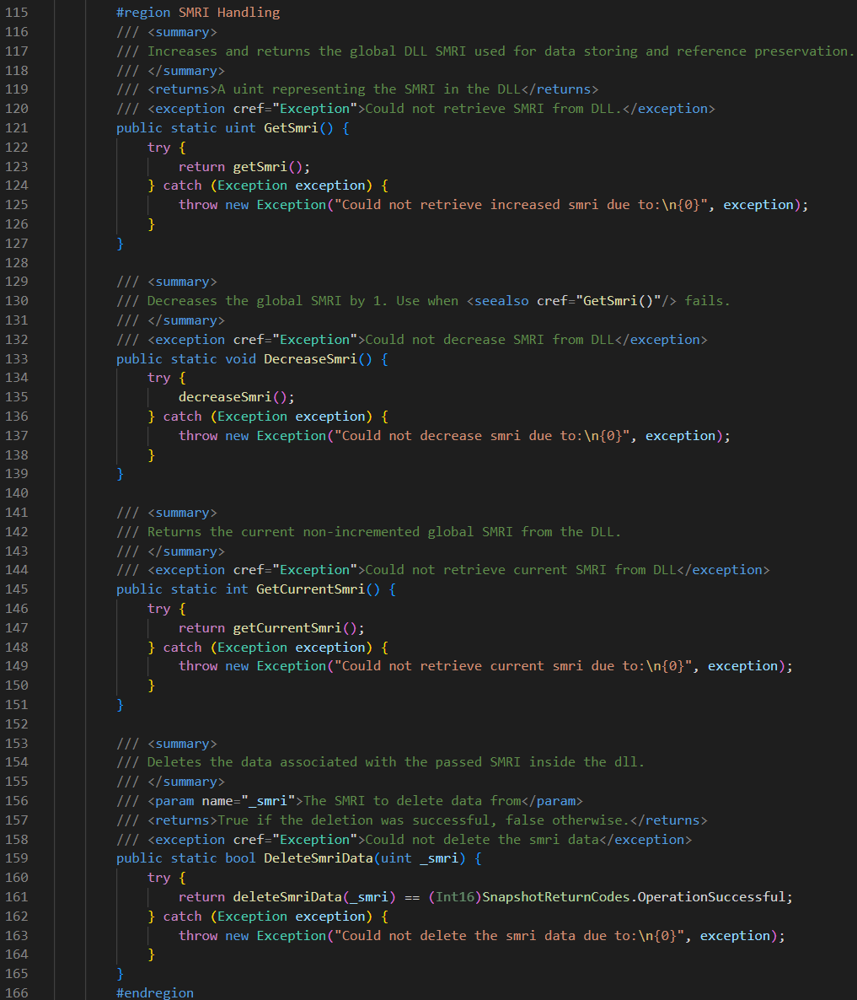 115 #region SMRI Handling
116 /// <summary>
117 /// Increases and returns the global DLL SMRI used for data storing and reference preservation.
118 /// </summary>
119 /// <returns>A uint representing the SMRI in the DLL</returns>
120 /// <exception cref="Exception">Could not retrieve SMRI from DLL.</exception>
121 public static uint GetSmri() {
122 try {
123 return getSmri();
124 } catch (Exception exception) {
125 throw new Exception("Could not retrieve increased smri due to:\n{0}", exception);
126 }
127 }
128
129 /// <summary>
130 /// Decreases the global SMRI by 1. Use when <seealso cref="GetSmri()"/> fails.
131 /// </summary>
132 /// <exception cref="Exception">Could not decrease SMRI from DLL</exception>
133 public static void DecreaseSmri() {
134 try {
135 decreaseSmri();
136 } catch (Exception exception) {
137 throw new Exception("Could not decrease smri due to:\n{0}", exception);
138 }
139 }
140
141 /// <summary>
142 /// Returns the current non-incremented global SMRI from the DLL.
143 /// </summary>
144 /// <exception cref="Exception">Could not retrieve current SMRI from DLL</exception>
145 public static int GetCurrentSmri() {
146 try {
147 return getCurrentSmri();
148 } catch (Exception exception) {
149 throw new Exception("Could not retrieve current smri due to:\n{0}", exception);
150 }
151 }
152
153 /// <summary>
154 /// Deletes the data associated with the passed SMRI inside the dll.
155 /// </summary>
156 /// <param name="_smri">The SMRI to delete data from</param>
157 /// <returns>True if the deletion was successful, false otherwise.</returns>
158 /// <exception cref="Exception">Could not delete the smri data</exception>
159 public static bool DeleteSmriData(uint _smri) {
160 try {
161 return deleteSmriData(_smri) == (Int16)SnapshotReturnCodes.OperationSuccessful;
162 } catch (Exception exception) {
163 throw new Exception("Could not delete the smri data due to:\n{0}", exception);
164 }
165 }
166 #endregion